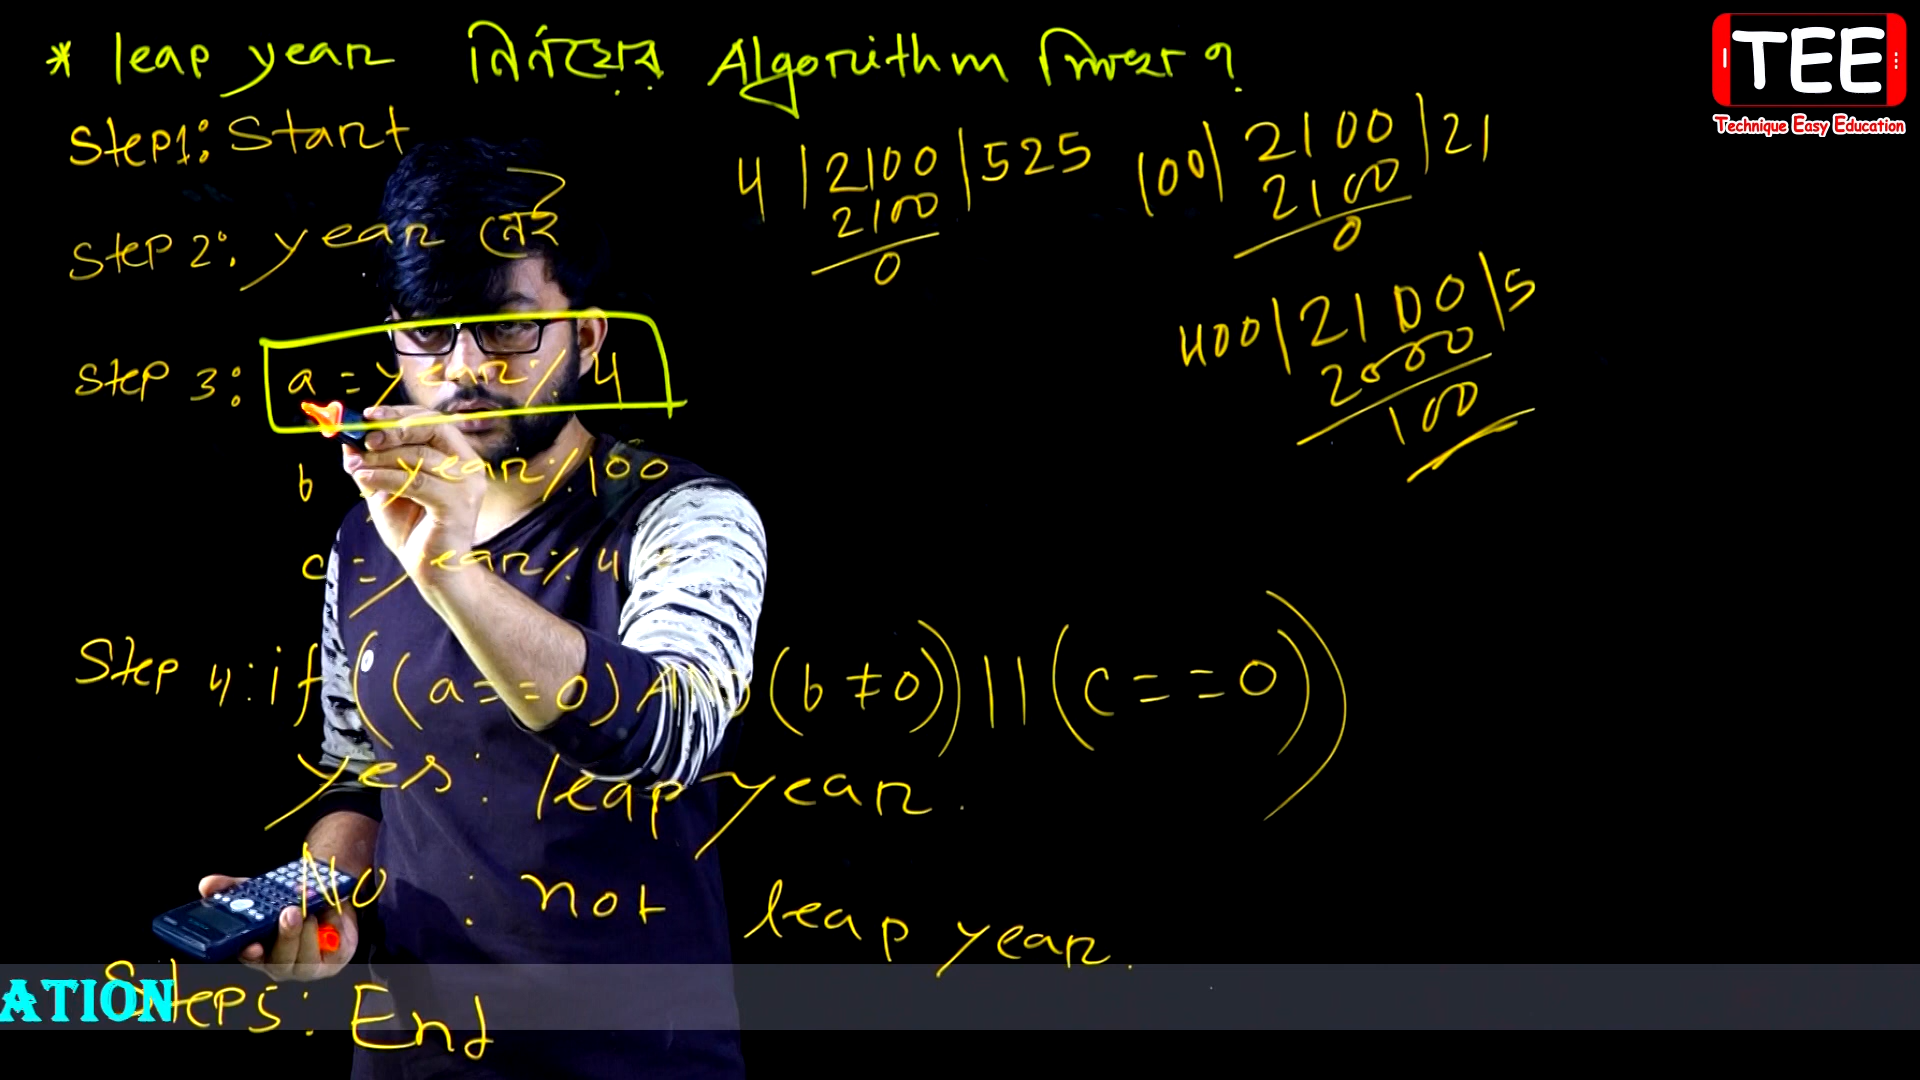 * leap year নির্ণয়ের Algorithm লিখ?
Step1: Start
Step 2: year নেই
Step 3: a = year % 4
b = year % 100
c = year % 4
Step 4: if ((a==0) AND (b≠0)) || (c==0))
Yes: leap year.
No : not leap year.
Step5: End
4 | 2100 | 525
2100
0
100 | 2100 | 21
2100
0
400 | 2100 | 5
2000
100
TEE
Technique Easy Education
ATION